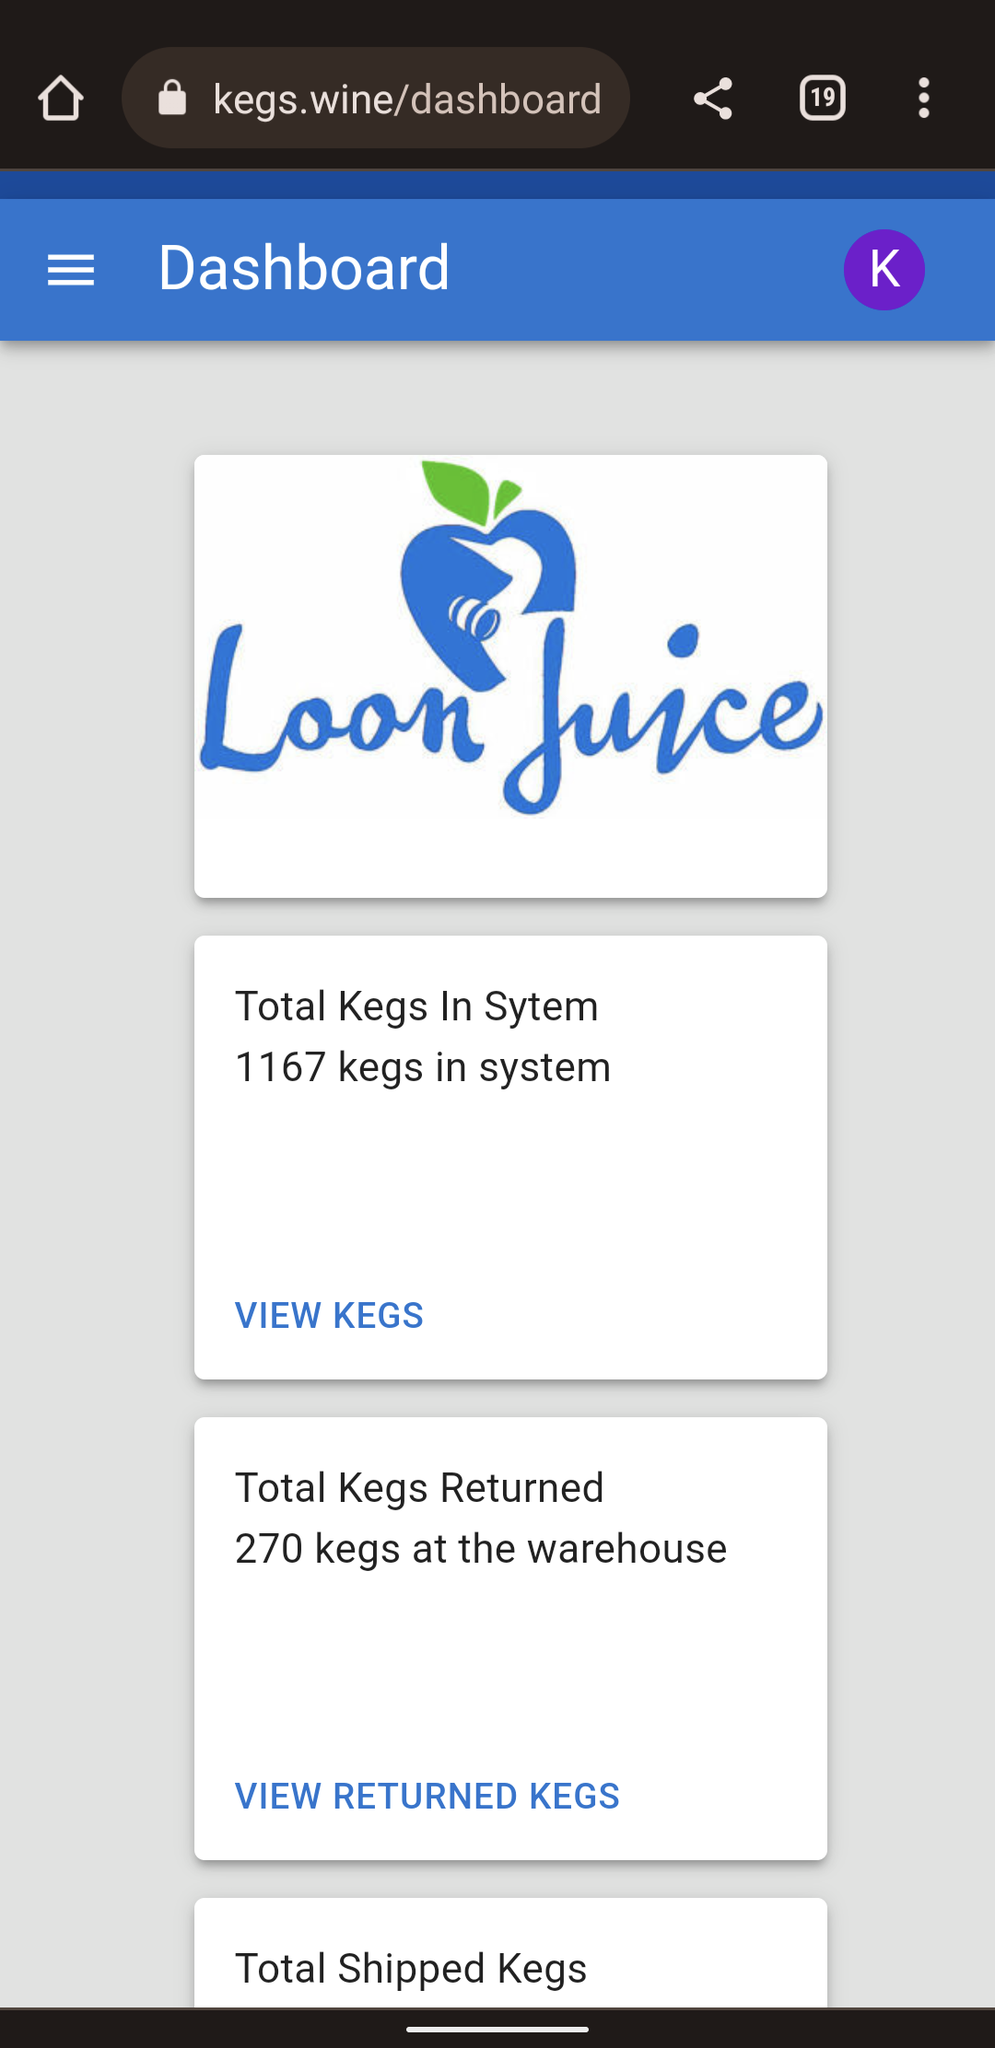 kegs.wine/dashboard
19
Dashboard
K
Loon Juice
Total Kegs In Sytem
1167 kegs in system
VIEW KEGS
Total Kegs Returned
270 kegs at the warehouse
VIEW RETURNED KEGS
Total Shipped Kegs